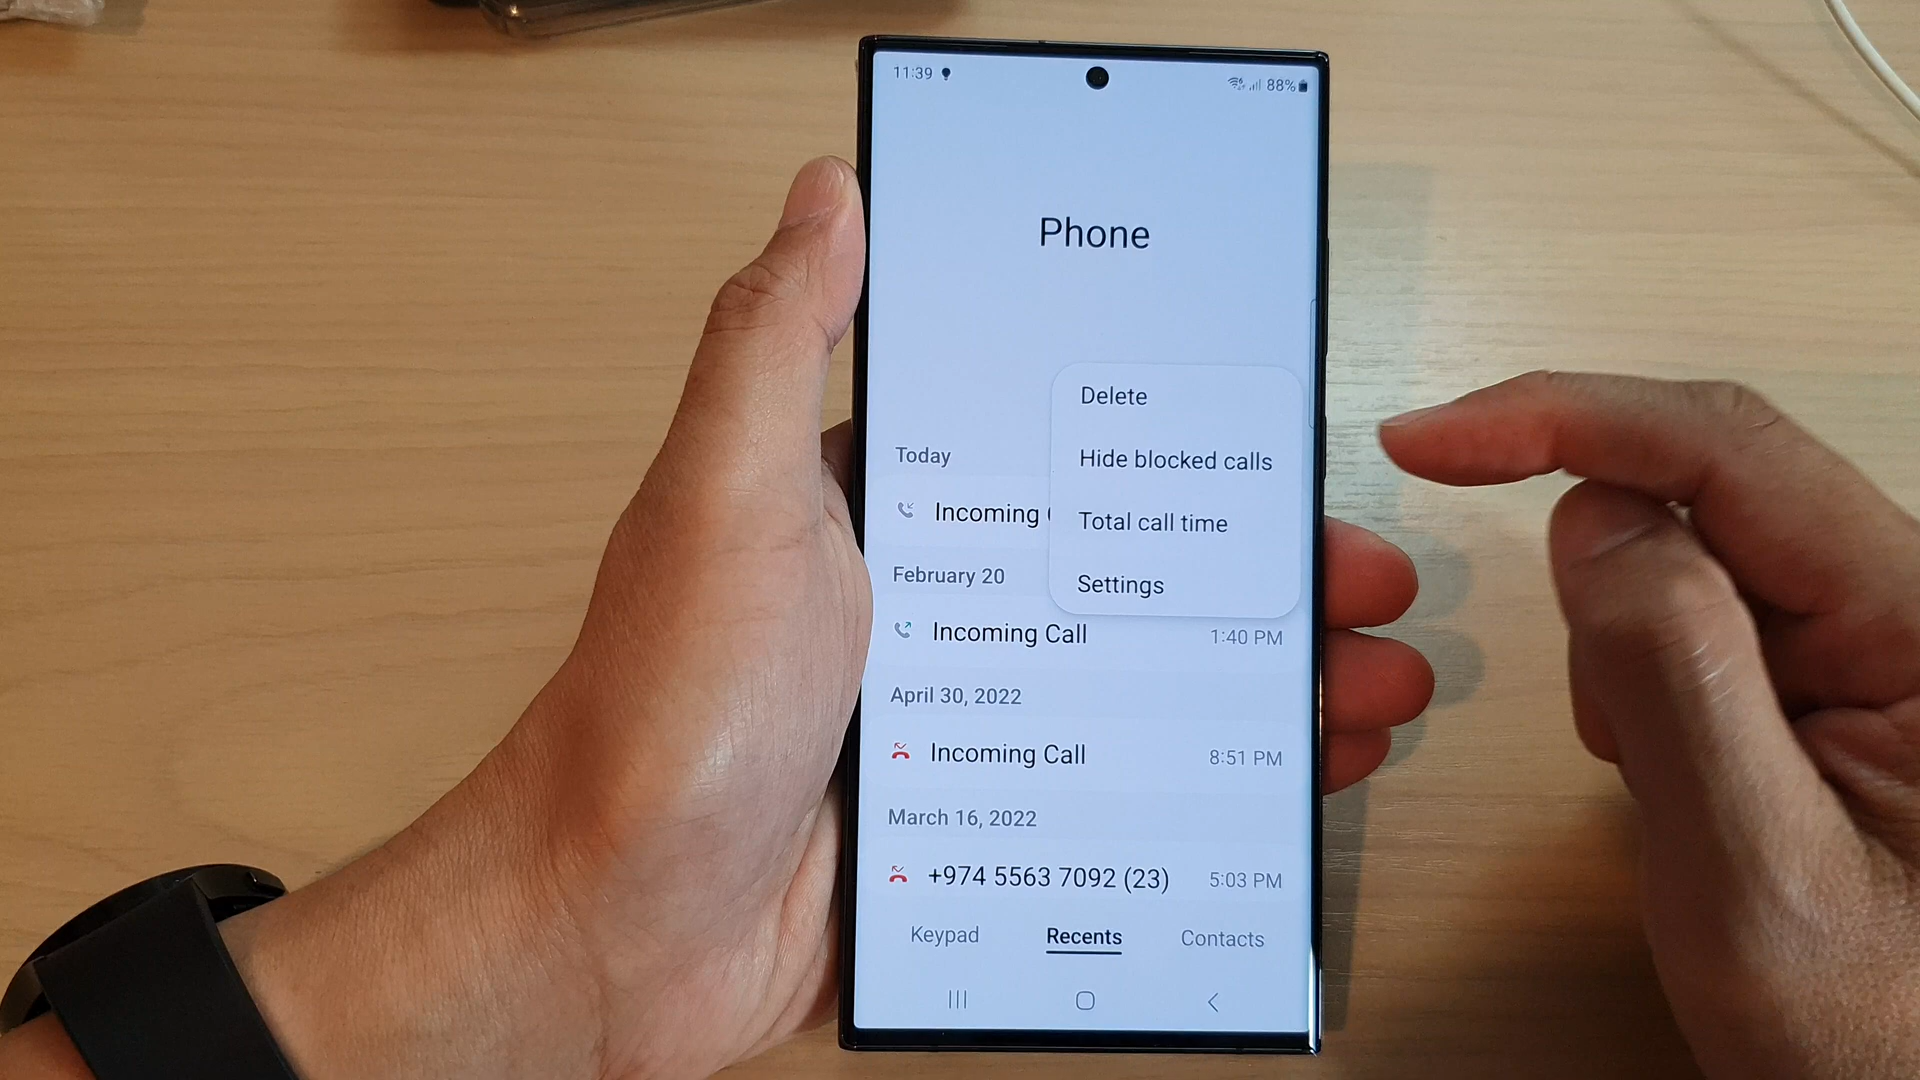 11:39
88%
Phone
Delete
Hide blocked calls
Today
Incoming
Total call time
February 20
Settings
Incoming Call 1:40 PM
April 30, 2022
Incoming Call 8:51 PM
March 16, 2022
+974 5563 7092 (23) 5:03 PM
Keypad Recents Contacts